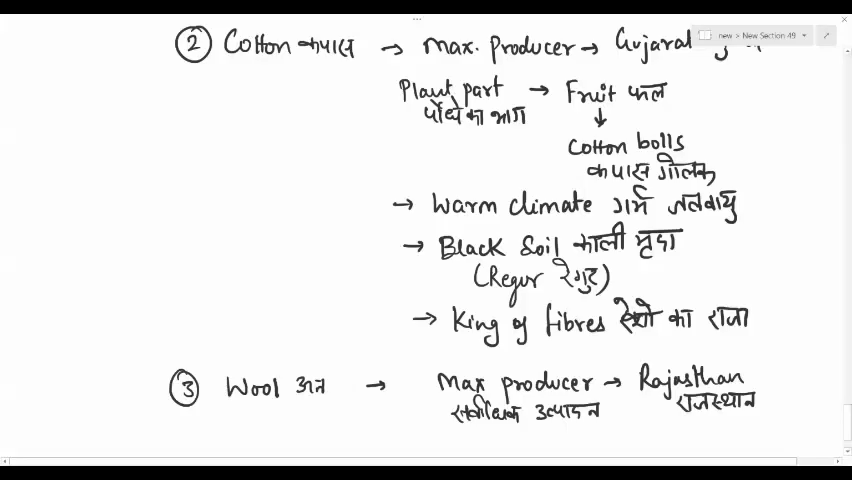 new > New Section 49
② Cotton कपास → Max. Producer → Gujarat
Plant part → Fruit फल
पौधे का भाग ↓
Cotton bolls
कपास गोलक
→ Warm climate गर्म जलवायु
→ Black Soil काली मृदा
(Regur रेगुर)
→ King of fibres रेशो का राजा
③ Wool ऊन → Max producer → Rajasthan
सर्वाधिक उत्पादन राजस्थान